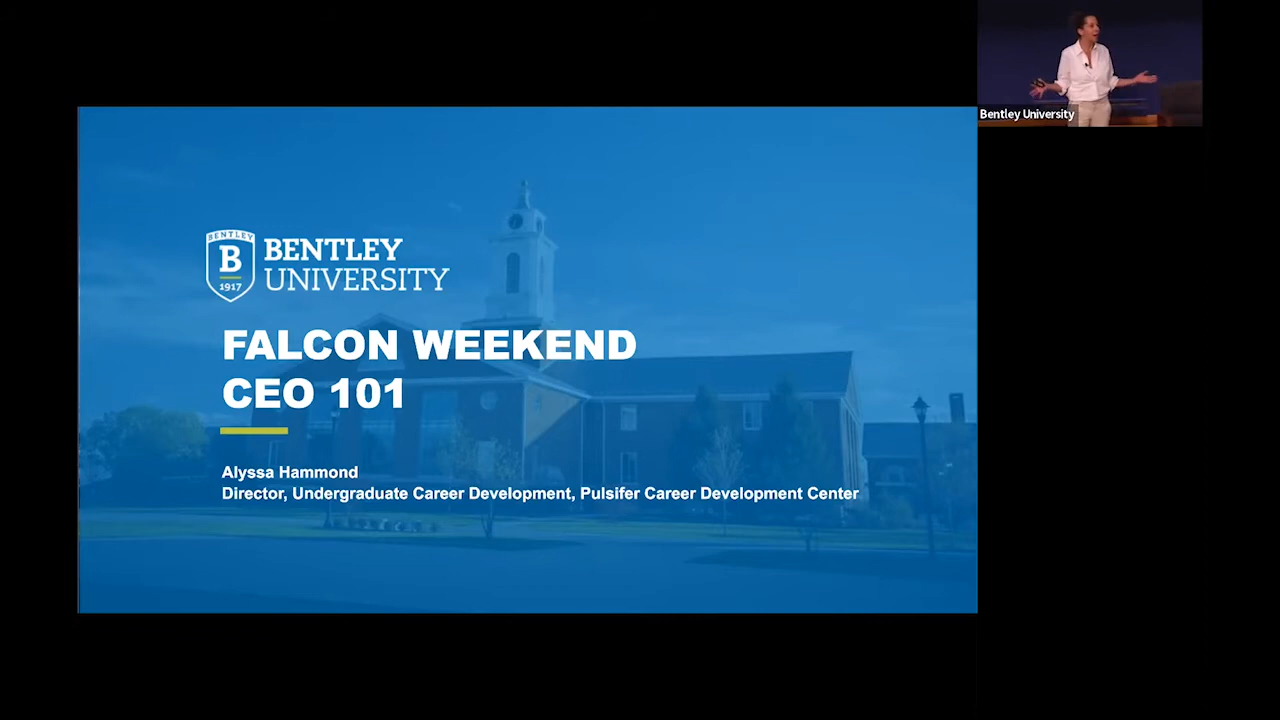 Bentley University
BENTLEY
B
1917
BENTLEY
UNIVERSITY
FALCON WEEKEND
CEO 101
Alyssa Hammond
Director, Undergraduate Career Development, Pulsifer Career Development Center